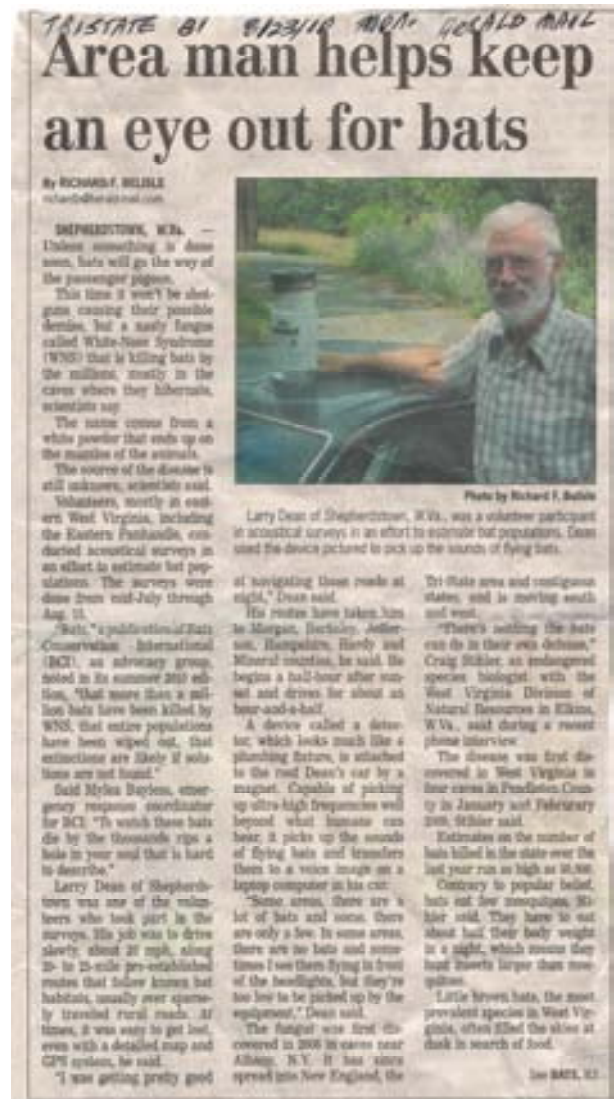 TRISTATE B1 8/23/10 MON. HERALD MAIL
Area man helps keep
an eye out for bats
By RICHARD F. BELISLE
richardb@herald-mail.com
SHEPHERDSTOWN, W.Va. —
Unless something is done
soon, bats will go the way of
the passenger pigeon.
This time it won't be shot-
guns causing their possible
demise, but a nasty fungus
called White-Nose Syndrome
(WNS) that is killing bats by
the millions, mostly in the
caves where they hibernate,
scientists say.
The name comes from a
white powder that ends up on
the muzzles of the animals.
The source of the disease is
still unknown, scientists said.
Volunteers, mostly in east-
ern West Virginia, including
the Eastern Panhandle, con-
ducted acoustical surveys in
an effort to estimate bat pop-
ulations. The surveys were
done from mid-July through
Aug.
"Bats," a publication of Bats
Conservation International
(BCI), an advocacy group,
noted in its summer 2010 edi-
tion, "that more than a mil-
lion bats have been killed by
WNS, that entire populations
have been wiped out, that
extinctions are likely if solu-
tions are not found."
Said Mylea Bayless, emer-
gency response coordinator
for BCI: "To watch these bats
die by the thousands rips a
hole in your soul that is hard
to describe."
Larry Dean of Shepherds-
town was one of the volun-
teers who took part in the
surveys. His job was to drive
slowly, about 20 mph, along
20- to 25-mile pre-established
routes that follow known bat
habitats, usually over sparse-
ly traveled rural roads. At
times, it was easy to get lost,
even with a detailed map and
GPS system, he said.
"I was getting pretty good
Photo by Richard F. Belisle
Larry Dean of Shepherdstown, W.Va., was a volunteer participant
in acoustical surveys in an effort to estimate bat populations. Dean
used the device pictured to pick up the sounds of flying bats.
at navigating those roads at
night," Dean said.
His routes have taken him
to Morgan, Berkeley, Jeffer-
son, Hampshire, Hardy and
Mineral counties, he said. He
begins a half-hour after sun-
set and drives for about an
hour-and-a-half.
A device called a detec-
tor, which looks much like a
plumbing fixture, is attached
to the roof Dean's car by a
magnet. Capable of picking
up ultra-high frequencies well
beyond what humans can
hear, it picks up the sounds
of flying bats and transfers
them to a voice image on a
laptop computer in his car.
"Some areas, there are a
lot of bats and some, there
are only a few. In some areas,
there are no bats and some-
times I see them flying in front
of the headlights, but they're
too low to be picked up by the
equipment," Dean said.
The fungus was first dis-
covered in 2006 in caves near
Albany, N.Y. It has since
spread into New England, the
Tri-State area and contiguous
states, and is moving south
and west.
"There's nothing the bats
can do in their own defense,"
Craig Stihler, an endangered
species biologist with the
West Virginia Division of
Natural Resources in Elkins,
W.Va., said during a recent
phone interview.
The disease was first dis-
covered in West Virginia in
four caves in Pendleton Coun-
ty in January and February
2009, Stihler said.
Estimates on the number of
bats killed in the state over the
last year run as high as
Contrary to popular belief,
bats eat few mosquitoes, Sti-
hler said. They have to eat
about half their body weight
in a night, which means they
hunt insects larger than mos-
quitoes.
Little brown bats, the most
prevalent species in West Vir-
ginia, often filled the skies at
dusk in search of food.
See BATS,